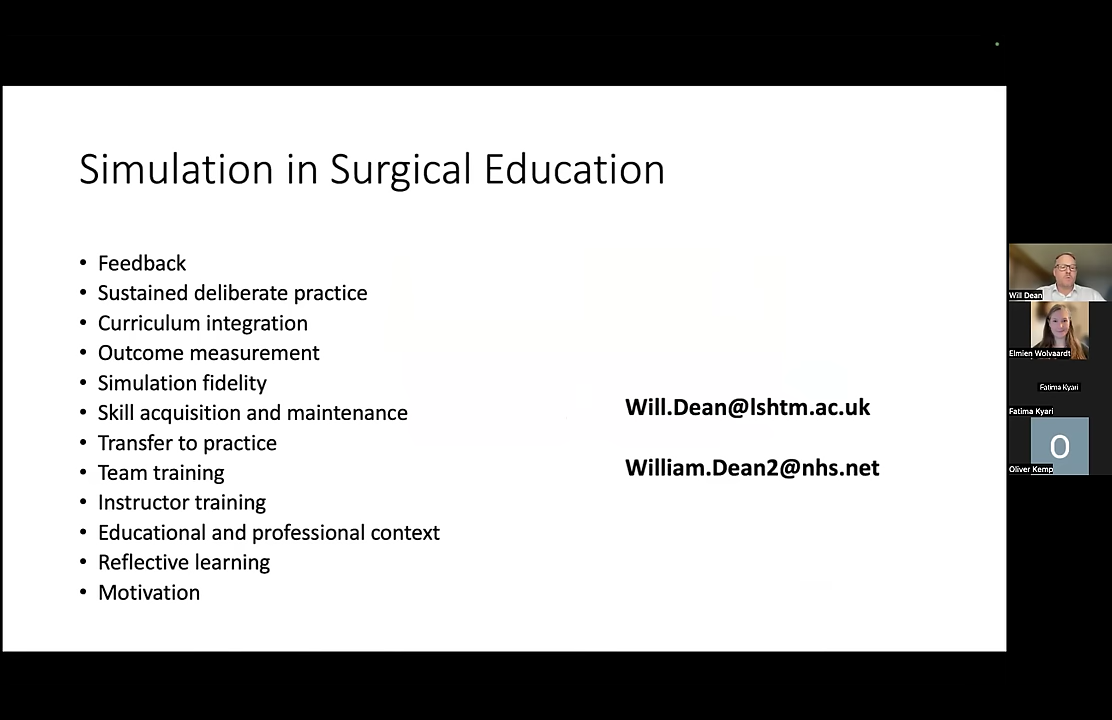 Simulation in Surgical Education
• Feedback
• Sustained deliberate practice
• Curriculum integration
• Outcome measurement
• Simulation fidelity
• Skill acquisition and maintenance
• Transfer to practice
• Team training
• Instructor training
• Educational and professional context
• Reflective learning
• Motivation
Will.Dean@lshtm.ac.uk
William.Dean2@nhs.net
Will Dean
Elmien Wolvaardt
Fatima Kyari
Fatima Kyari
O
Oliver Kemp